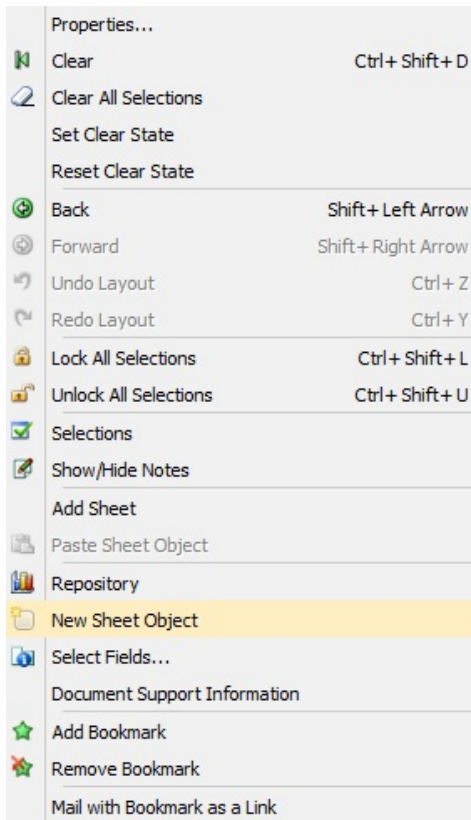 Properties...
Clear Ctrl+Shift+D
Clear All Selections
Set Clear State
Reset Clear State
Back Shift+Left Arrow
Forward Shift+Right Arrow
Undo Layout Ctrl+Z
Redo Layout Ctrl+Y
Lock All Selections Ctrl+Shift+L
Unlock All Selections Ctrl+Shift+U
Selections
Show/Hide Notes
Add Sheet
Paste Sheet Object
Repository
New Sheet Object
Select Fields...
Document Support Information
Add Bookmark
Remove Bookmark
Mail with Bookmark as a Link